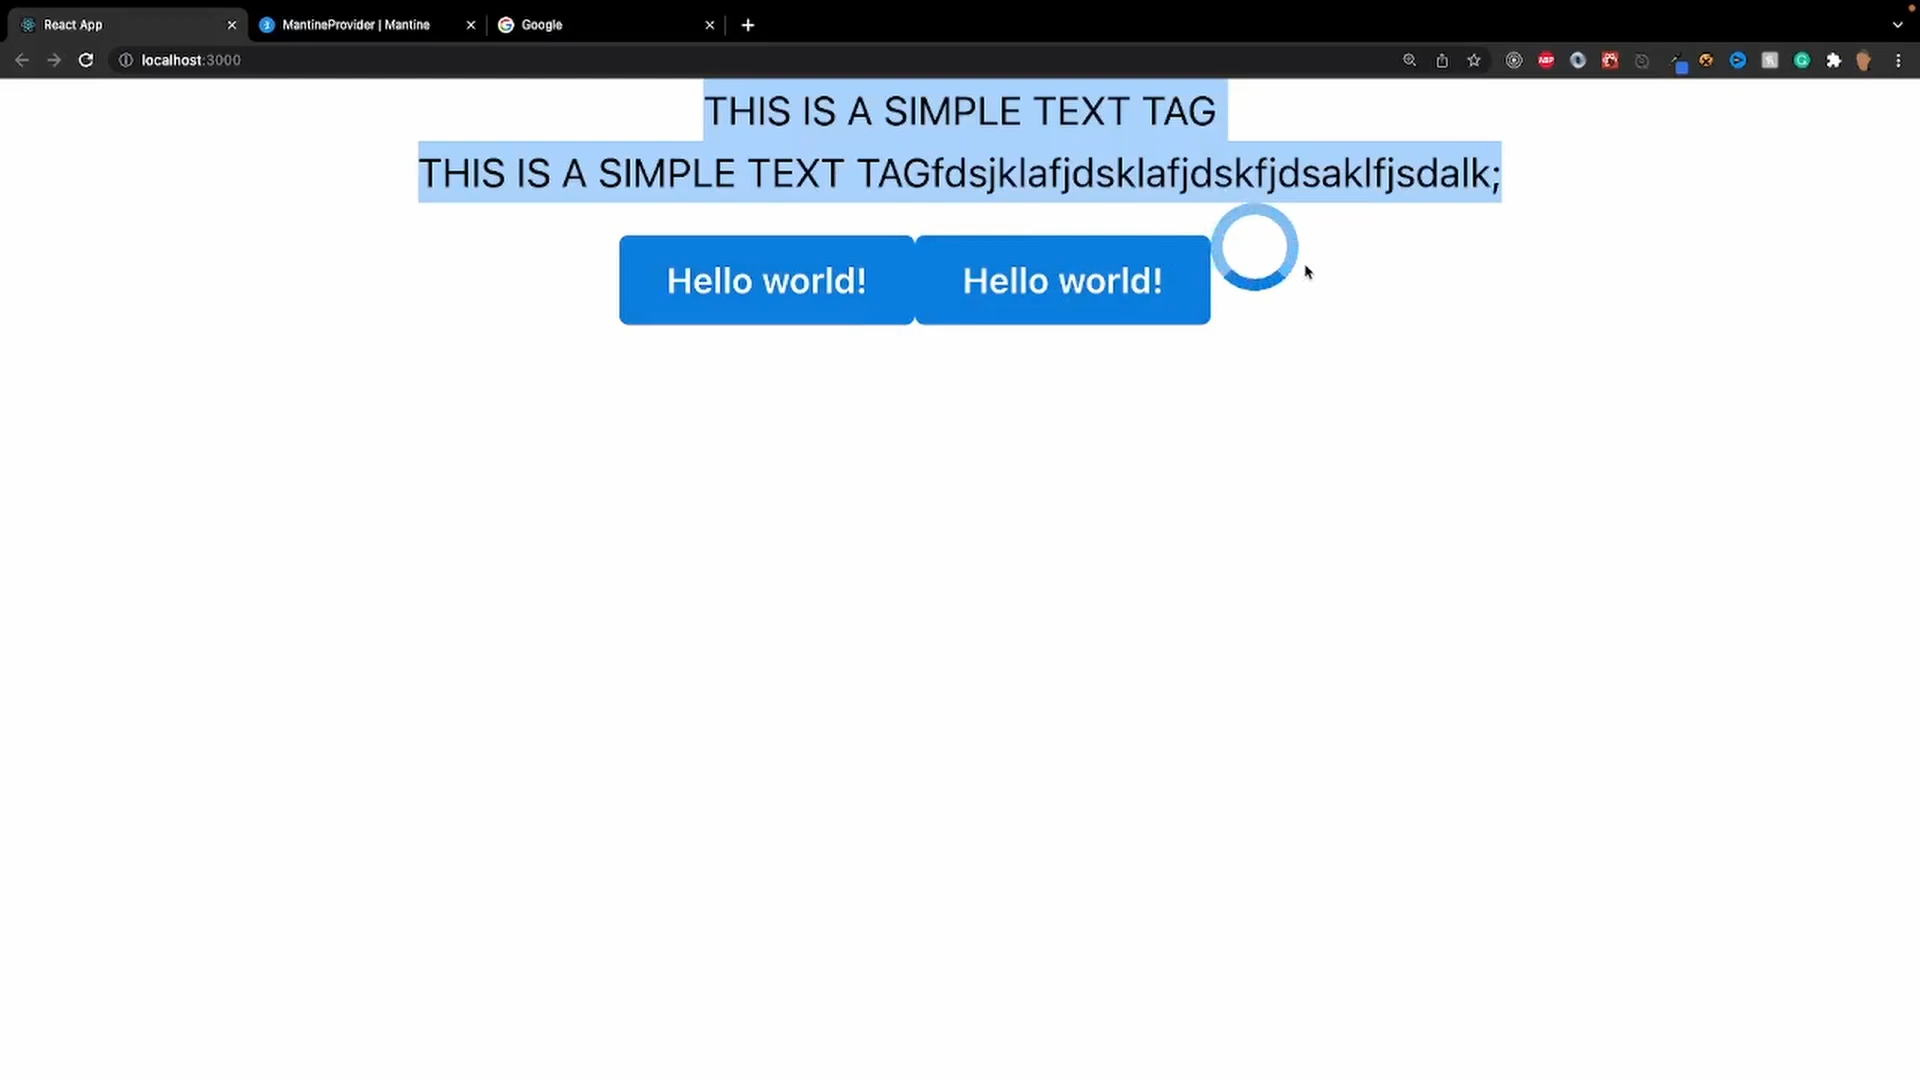 React App
MantineProvider | Mantine
Google
localhost:3000
ABP
THIS IS A SIMPLE TEXT TAG
THIS IS A SIMPLE TEXT TAGfdsjklafjdsklafjdskfjdsaklfjsdalk;
Hello world!
Hello world!